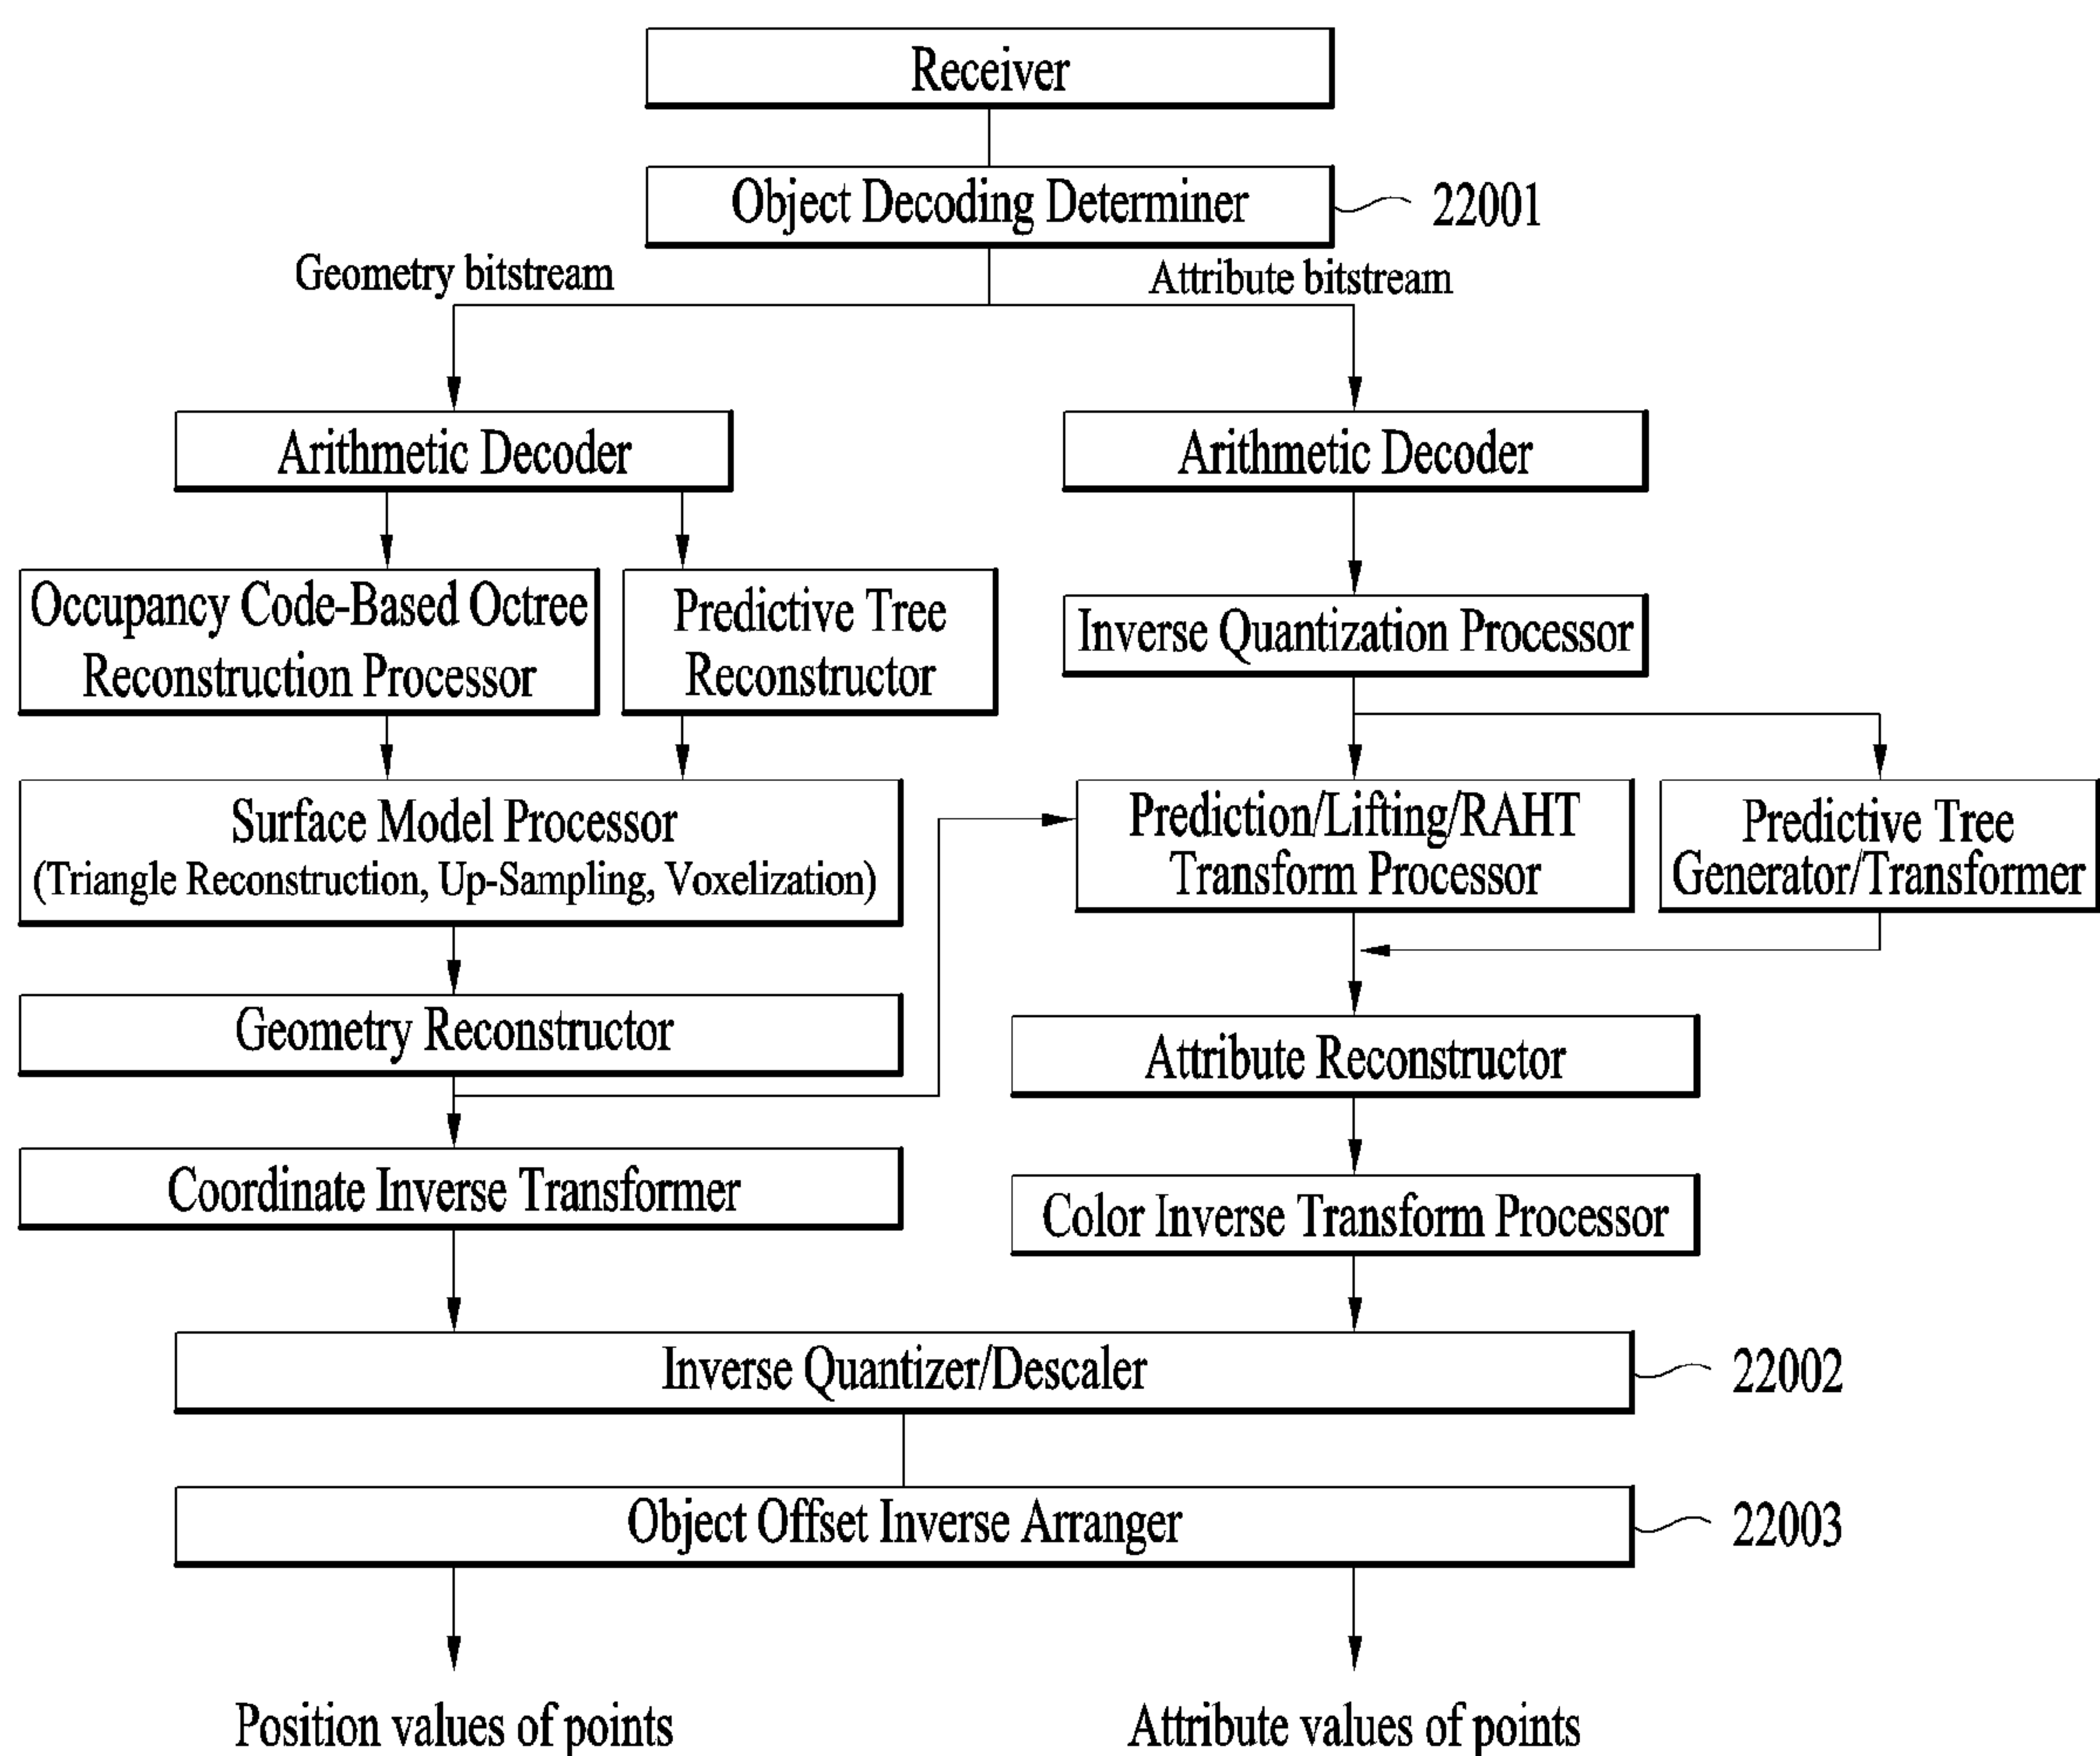 Receiver
Object Decoding Determiner
22001
Geometry bitstream
Attribute bitstream
Arithmetic Decoder
Arithmetic Decoder
Occupancy Code-Based Octree
Reconstruction Processor
Predictive Tree
Reconstructor
Inverse Quantization Processor
Surface Model Processor
(Triangle Reconstruction, Up-Sampling, Voxelization)
Prediction/Lifting/RAHT
Transform Processor
Predictive Tree
Generator/Transformer
Geometry Reconstructor
Attribute Reconstructor
Coordinate Inverse Transformer
Color Inverse Transform Processor
Inverse Quantizer/Descaler
22002
Object Offset Inverse Arranger
22003
Position values of points
Attribute values of points